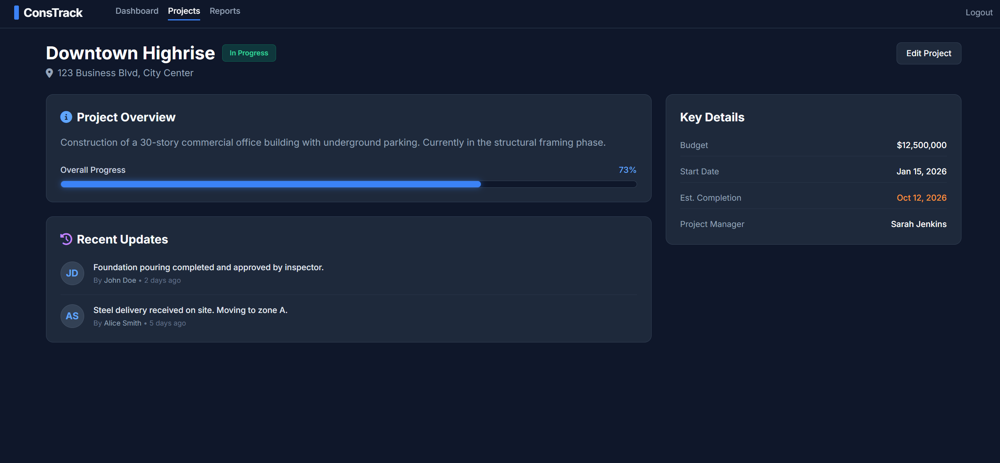 ConsTrack
Dashboard Projects Reports
Logout
Downtown Highrise
In Progress
Edit Project
123 Business Blvd, City Center
Project Overview
Construction of a 30-story commercial office building with underground parking. Currently in the structural framing phase.
Overall Progress 73%
Recent Updates
JD
Foundation pouring completed and approved by inspector.
By John Doe • 2 days ago
AS
Steel delivery received on site. Moving to zone A.
By Alice Smith • 5 days ago
Key Details
Budget $12,500,000
Start Date Jan 15, 2026
Est. Completion Oct 12, 2026
Project Manager Sarah Jenkins